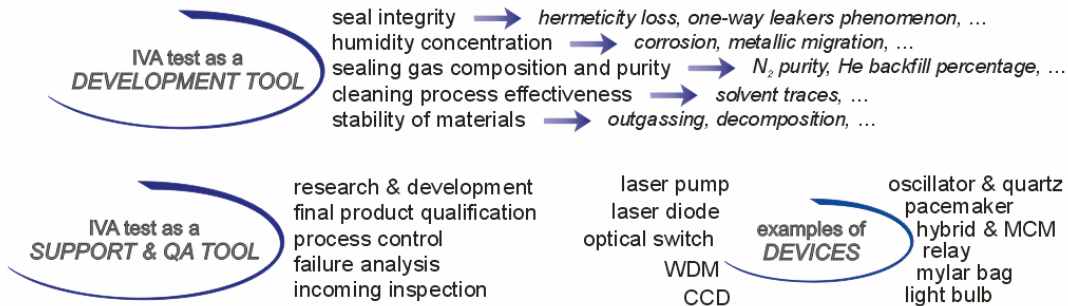 IVA test as a
DEVELOPMENT TOOL
seal integrity hermeticity loss, one-way leakers phenomenon, ...
humidity concentration corrosion, metallic migration, ...
sealing gas composition and purity N₂ purity, He backfill percentage, ...
cleaning process effectiveness solvent traces, ...
stability of materials outgassing, decomposition, ...
IVA test as a
SUPPORT & QA TOOL
research & development
final product qualification
process control
failure analysis
incoming inspection
laser pump
laser diode
optical switch
WDM
CCD
examples of
DEVICES
oscillator & quartz
pacemaker
hybrid & MCM
relay
mylar bag
light bulb